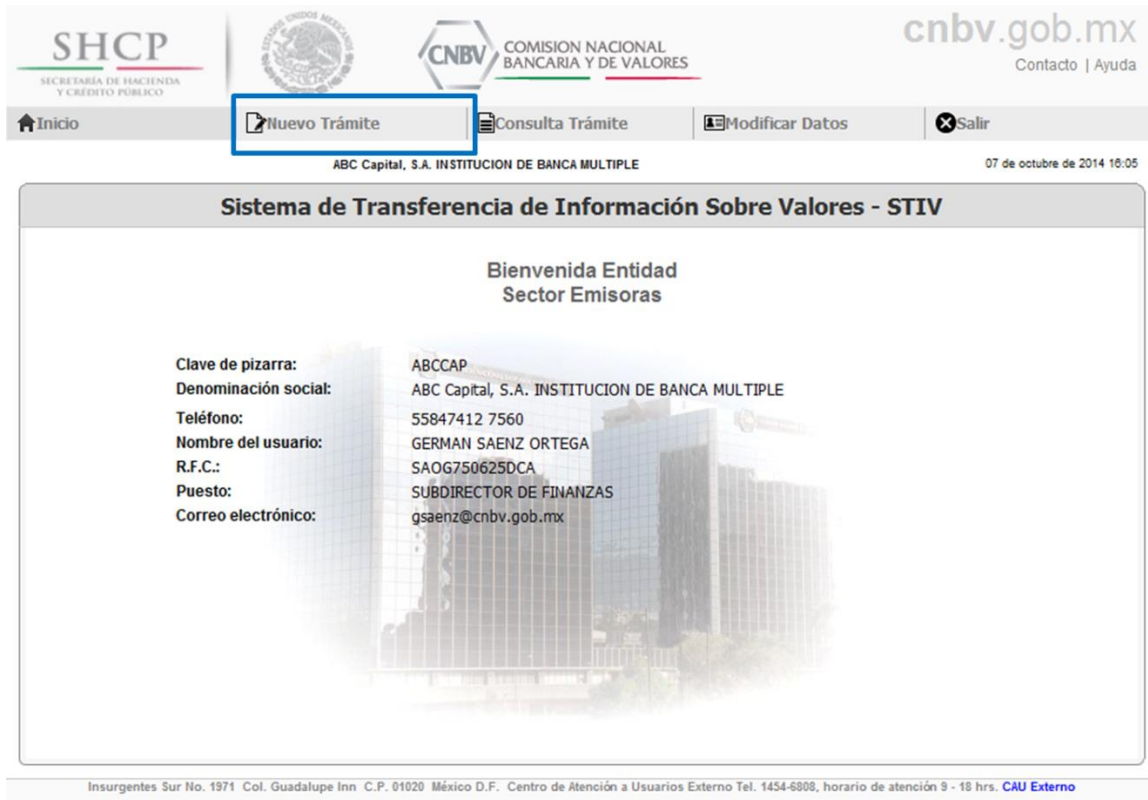 SHCP
SECRETARÍA DE HACIENDA
Y CRÉDITO PÚBLICO
ESTADOS UNIDOS MEXICANOS
CNBV
COMISION NACIONAL
BANCARIA Y DE VALORES
cnbv.gob.mx
Contacto | Ayuda
Inicio
Nuevo Trámite
Consulta Trámite
Modificar Datos
Salir
ABC Capital, S.A. INSTITUCION DE BANCA MULTIPLE
07 de octubre de 2014 16:05
Sistema de Transferencia de Información Sobre Valores - STIV
Bienvenida Entidad
Sector Emisoras
Clave de pizarra: ABCCAP
Denominación social: ABC Capital, S.A. INSTITUCION DE BANCA MULTIPLE
Teléfono: 55847412 7560
Nombre del usuario: GERMAN SAENZ ORTEGA
R.F.C.: SAOG750625DCA
Puesto: SUBDIRECTOR DE FINANZAS
Correo electrónico: gsaenz@cnbv.gob.mx
Insurgentes Sur No. 1971 Col. Guadalupe Inn C.P. 01020 México D.F. Centro de Atención a Usuarios Externo Tel. 1454-6808, horario de atención 9 - 18 hrs. CAU Externo